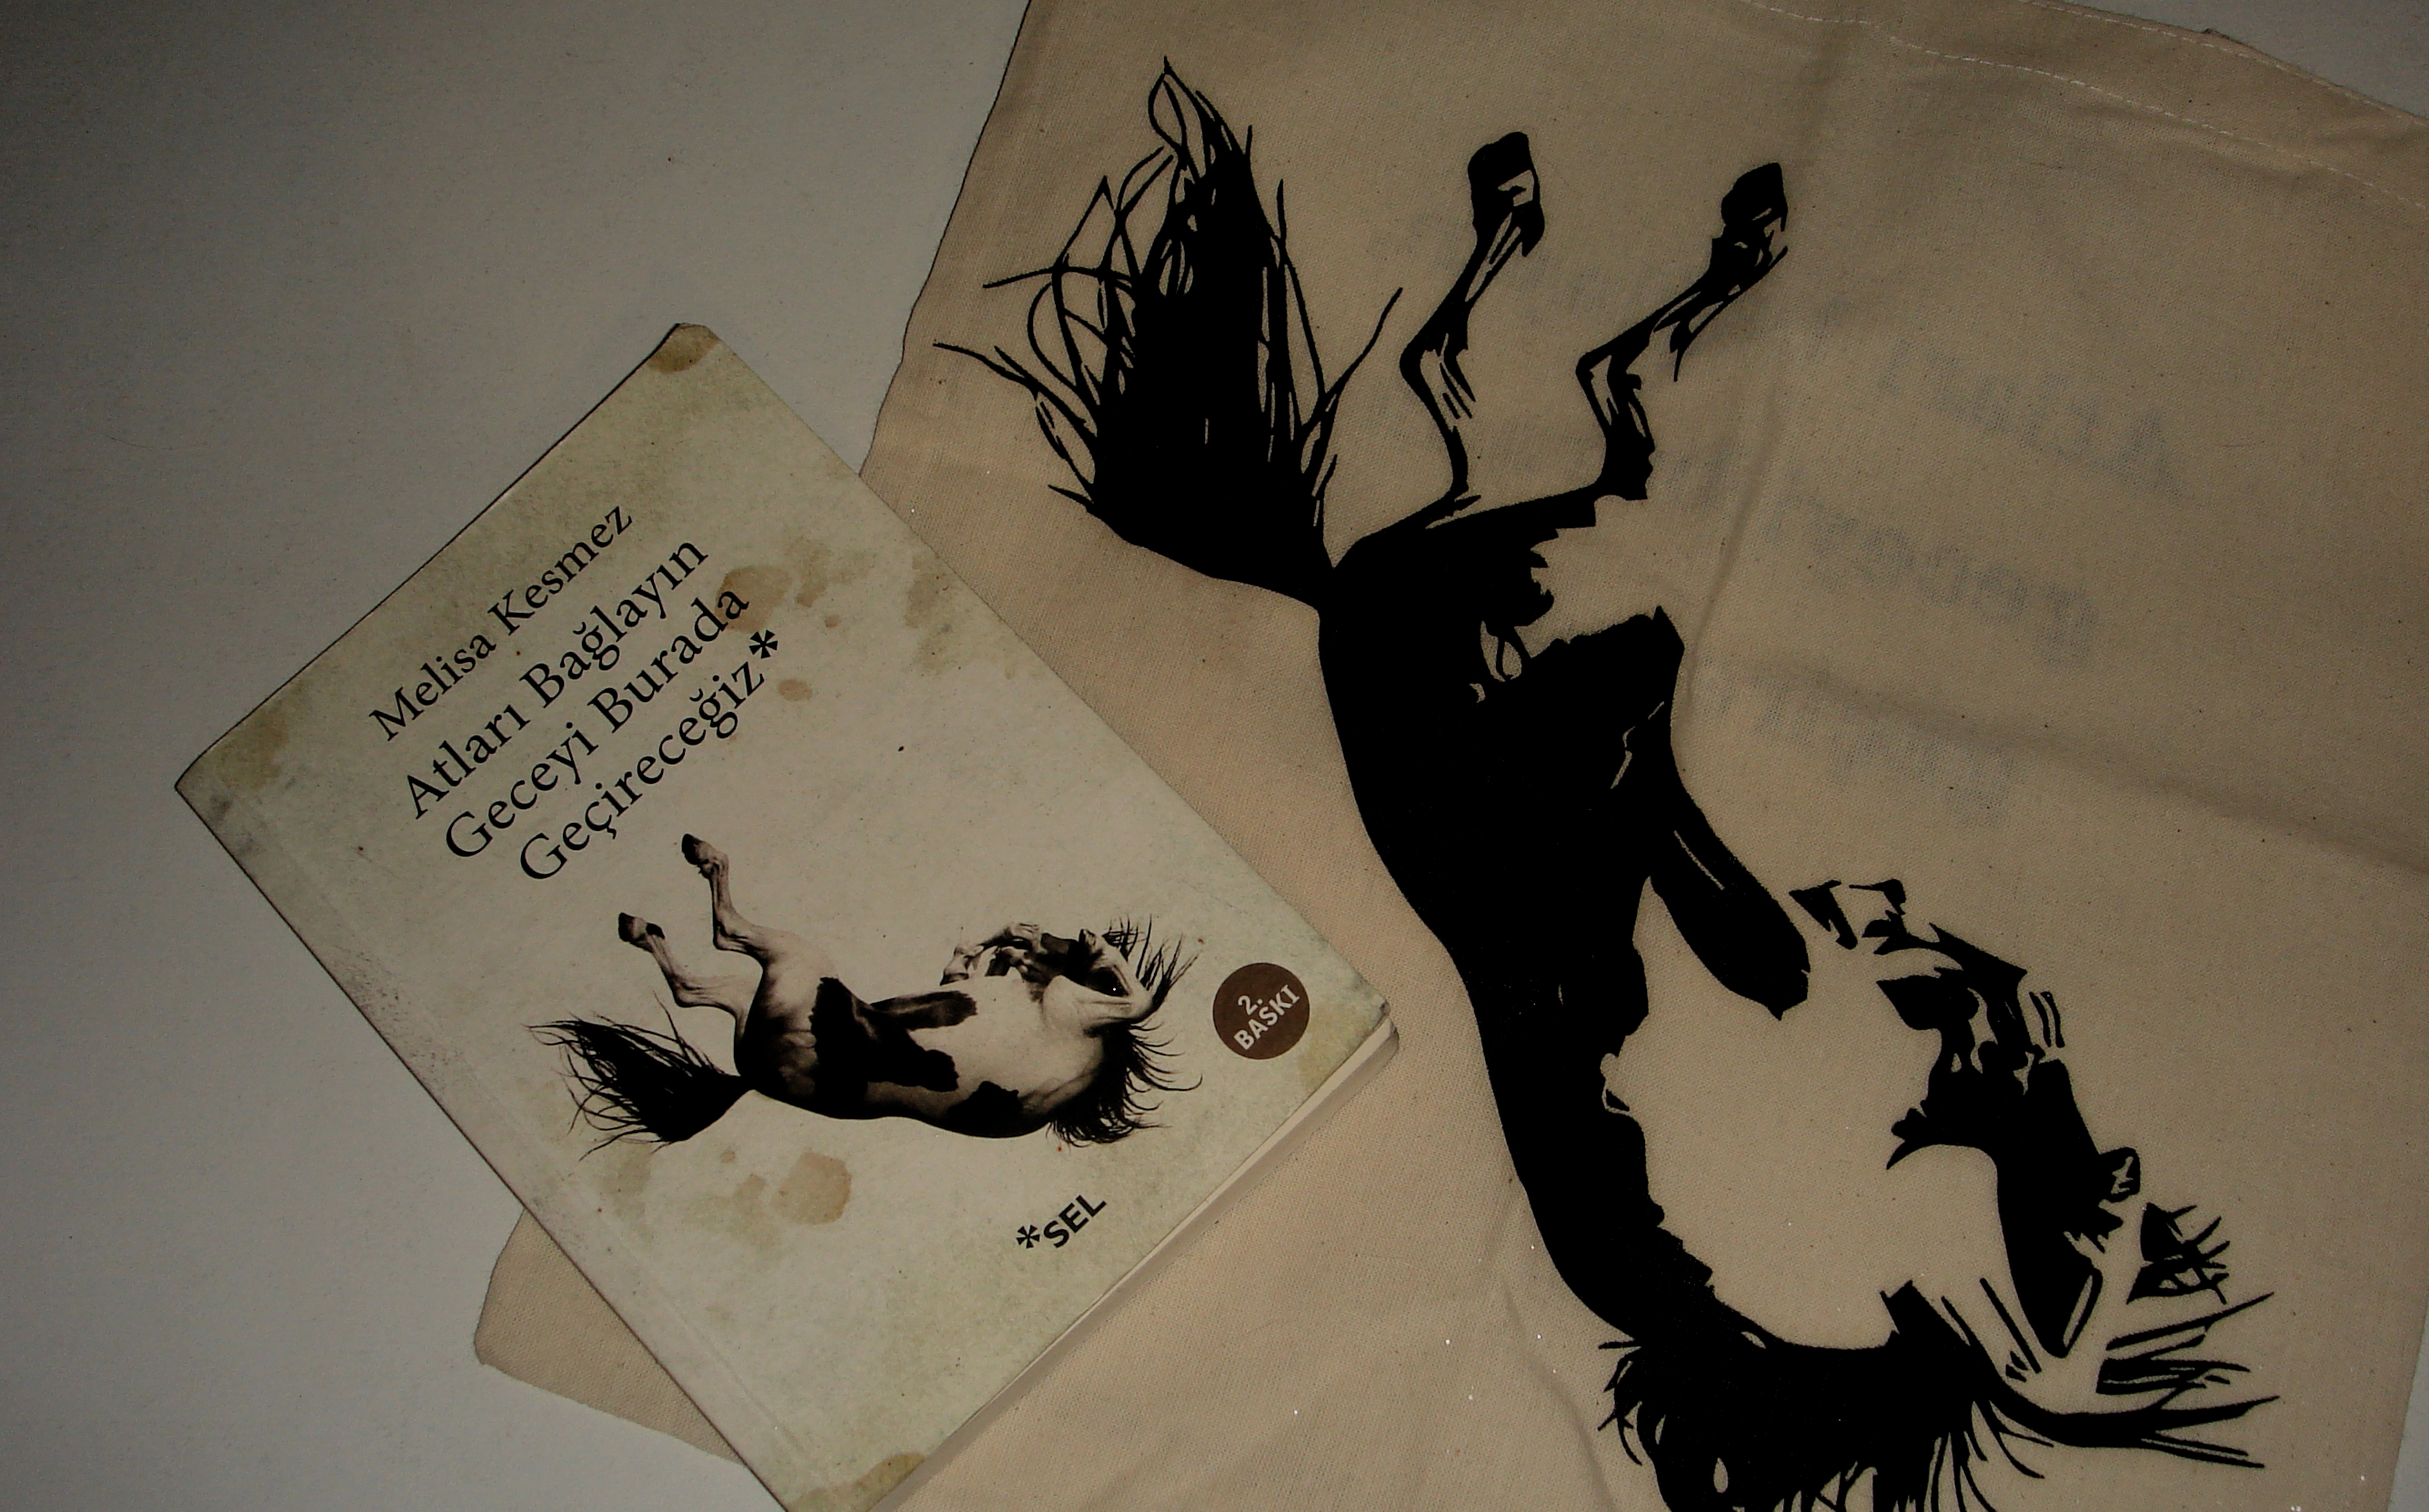 Melisa Kesmez
Atları Bağlayın
Geceyi Burada
Geçireceğiz*
2.
BASKI
*SEL